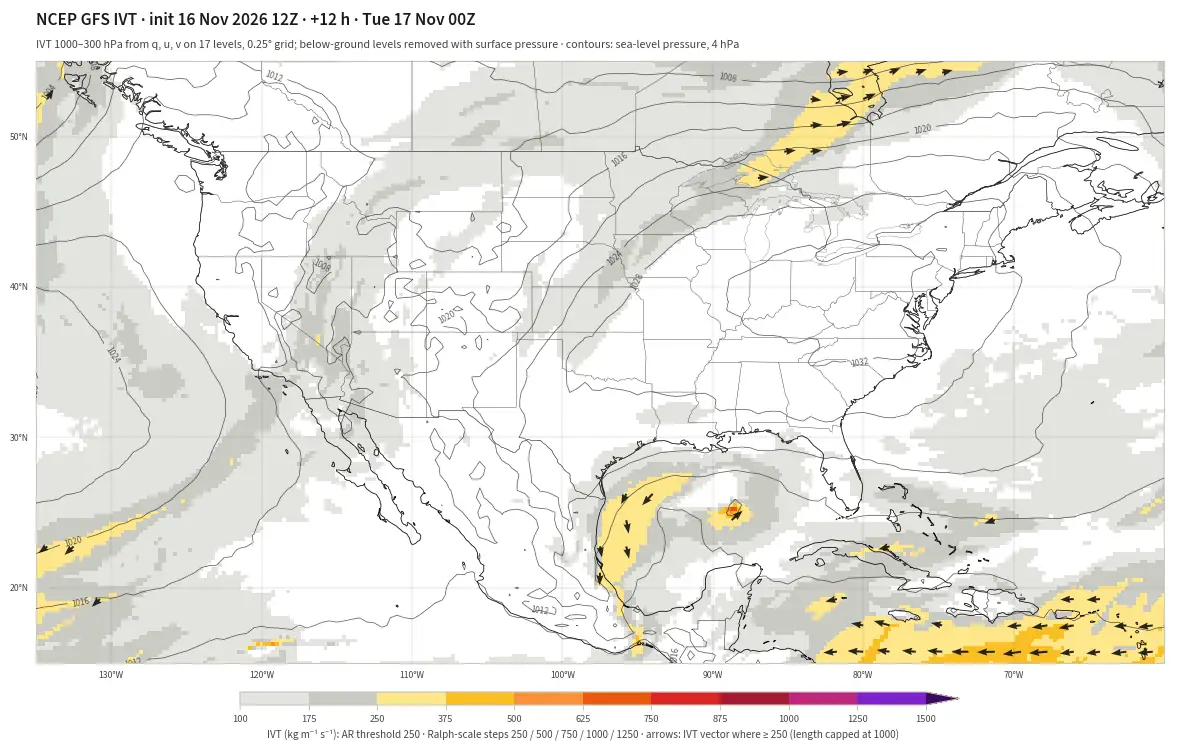 NCEP GFS IVT · init 16 Nov 2026 12Z · +12 h · Tue 17 Nov 00Z
IVT 1000–300 hPa from q, u, v on 17 levels, 0.25° grid; below-ground levels removed with surface pressure · contours: sea-level pressure, 4 hPa
1012
1008
50°N
1020
1016
1008
1024
1028
40°N
1020
1024
1032
30°N
1020
20°N
1016
1012
1012
1016
130°W 120°W 110°W 100°W 90°W 80°W 70°W
100 175 250 375 500 625 750 875 1000 1250 1500
IVT (kg m⁻¹ s⁻¹): AR threshold 250 · Ralph-scale steps 250 / 500 / 750 / 1000 / 1250 · arrows: IVT vector where ≥ 250 (length capped at 1000)